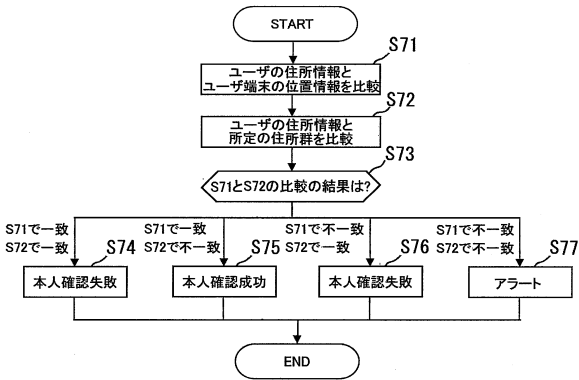 START
S71
ユーザの住所情報と
ユーザ端末の位置情報を比較
S72
ユーザの住所情報と
所定の住所群を比較
S73
S71とS72の比較の結果は?
S71で一致
S72で一致
S74
本人確認失敗
S71で一致
S72で不一致
S75
本人確認成功
S71で不一致
S72で一致
S76
本人確認失敗
S71で不一致
S72で不一致
S77
アラート
END